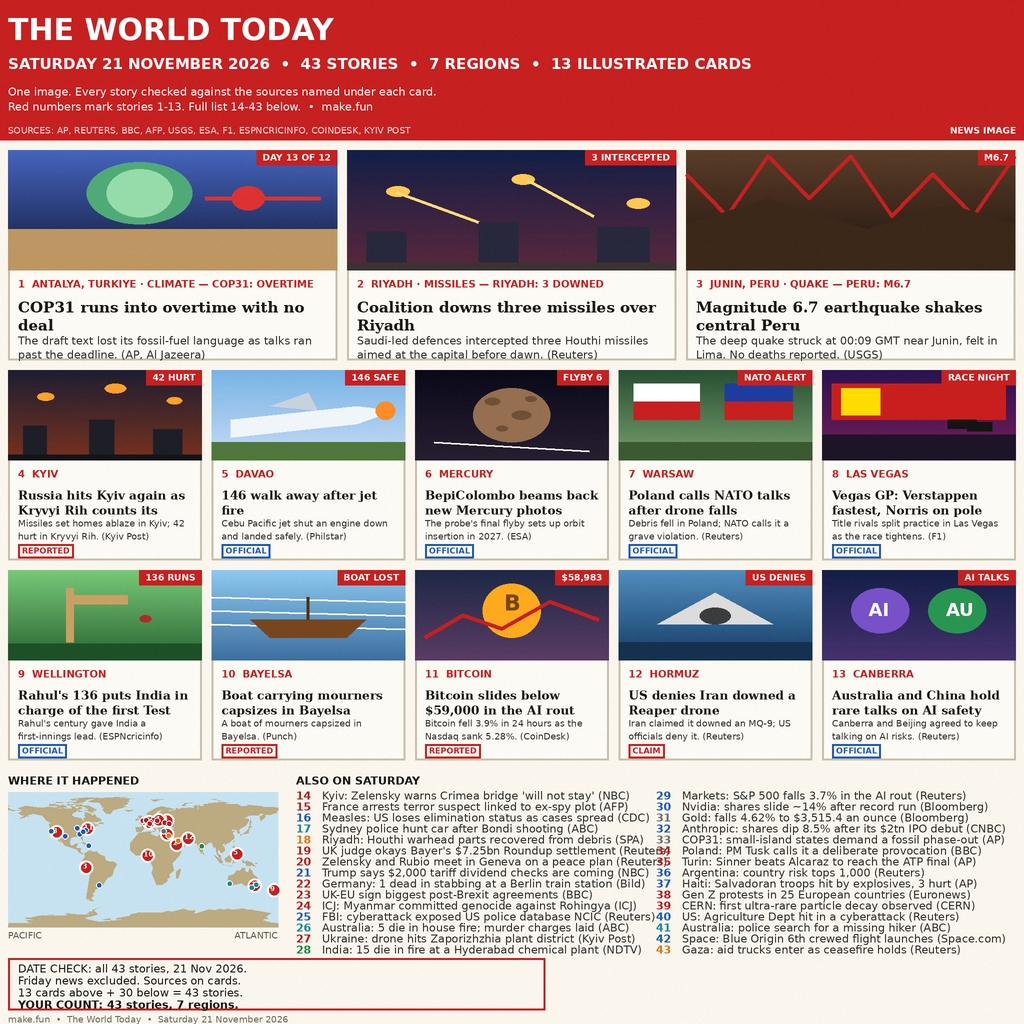 THE WORLD TODAY
SATURDAY 21 NOVEMBER 2026 • 43 STORIES • 7 REGIONS • 13 ILLUSTRATED CARDS
One image. Every story checked against the sources named under each card.
Red numbers mark stories 1-13. Full list 14-43 below. • make.fun
SOURCES: AP, REUTERS, BBC, AFP, USGS, ESA, F1, ESPNCRICINFO, COINDESK, KYIV POST
NEWS IMAGE
DAY 13 OF 12
1 ANTALYA, TURKIYE · CLIMATE — COP31: OVERTIME
COP31 runs into overtime with no
deal
The draft text lost its fossil-fuel language as talks ran
past the deadline. (AP, Al Jazeera)
3 INTERCEPTED
2 RIYADH · MISSILES — RIYADH: 3 DOWNED
Coalition downs three missiles over
Riyadh
Saudi-led defences intercepted three Houthi missiles
aimed at the capital before dawn. (Reuters)
M6.7
3 JUNIN, PERU · QUAKE — PERU: M6.7
Magnitude 6.7 earthquake shakes
central Peru
The deep quake struck at 00:09 GMT near Junin, felt in
Lima. No deaths reported. (USGS)
42 HURT
4 KYIV
Russia hits Kyiv again as
Kryvyi Rih counts its
Missiles set homes ablaze in Kyiv; 42
hurt in Kryvyi Rih. (Kyiv Post)
REPORTED
146 SAFE
5 DAVAO
146 walk away after jet
fire
Cebu Pacific jet shut an engine down
and landed safely. (Philstar)
OFFICIAL
FLYBY 6
6 MERCURY
BepiColombo beams back
new Mercury photos
The probe's final flyby sets up orbit
insertion in 2027. (ESA)
OFFICIAL
NATO ALERT
7 WARSAW
Poland calls NATO talks
after drone falls
Debris fell in Poland; NATO calls it a
grave violation. (Reuters)
OFFICIAL
RACE NIGHT
8 LAS VEGAS
Vegas GP: Verstappen
fastest, Norris on pole
Title rivals split practice in Las Vegas
as the race tightens. (F1)
OFFICIAL
136 RUNS
9 WELLINGTON
Rahul's 136 puts India in
charge of the first Test
Rahul's century gave India a
first-innings lead. (ESPNcricinfo)
OFFICIAL
BOAT LOST
10 BAYELSA
Boat carrying mourners
capsizes in Bayelsa
A boat of mourners capsized in
Bayelsa. (Punch)
REPORTED
$58,983
B
11 BITCOIN
Bitcoin slides below
$59,000 in the AI rout
Bitcoin fell 3.9% in 24 hours as the
Nasdaq sank 5.28%. (CoinDesk)
REPORTED
US DENIES
12 HORMUZ
US denies Iran downed a
Reaper drone
Iran claimed it downed an MQ-9; US
officials deny it. (Reuters)
CLAIM
AI TALKS
AI AU
13 CANBERRA
Australia and China hold
rare talks on AI safety
Canberra and Beijing agreed to keep
talking on AI risks. (Reuters)
OFFICIAL
WHERE IT HAPPENED
PACIFIC ATLANTIC
ALSO ON SATURDAY
14 Kyiv: Zelensky warns Crimea bridge 'will not stay' (NBC)
15 France arrests terror suspect linked to ex-spy plot (AFP)
16 Measles: US loses elimination status as cases spread (CDC)
17 Sydney police hunt car after Bondi shooting (ABC)
18 Riyadh: Houthi warhead parts recovered from debris (SPA)
19 UK judge okays Bayer's $7.25bn Roundup settlement (Reuters)
20 Zelensky and Rubio meet in Geneva on a peace plan (Reuters)
21 Trump says $2,000 tariff dividend checks are coming (NBC)
22 Germany: 1 dead in stabbing at a Berlin train station (Bild)
23 UK-EU sign biggest post-Brexit agreements (BBC)
24 ICJ: Myanmar committed genocide against Rohingya (ICJ)
25 FBI: cyberattack exposed US police database NCIC (Reuters)
26 Australia: 5 die in house fire; murder charges laid (ABC)
27 Ukraine: drone hits Zaporizhzhia plant district (Kyiv Post)
28 India: 15 die in fire at a Hyderabad chemical plant (NDTV)
29 Markets: S&P 500 falls 3.7% in the AI rout (Reuters)
30 Nvidia: shares slide ~14% after record run (Bloomberg)
31 Gold: falls 4.62% to $3,515.4 an ounce (Bloomberg)
32 Anthropic: shares dip 8.5% after its $2tn IPO debut (CNBC)
33 COP31: small-island states demand a fossil phase-out (AP)
34 Poland: PM Tusk calls it a deliberate provocation (BBC)
35 Turin: Sinner beats Alcaraz to reach the ATP final (AP)
36 Argentina: country risk tops 1,000 (Reuters)
37 Haiti: Salvadoran troops hit by explosives, 3 hurt (AP)
38 Gen Z protests in 25 European countries (Euronews)
39 CERN: first ultra-rare particle decay observed (CERN)
40 US: Agriculture Dept hit in a cyberattack (Reuters)
41 Australia: police search for a missing hiker (ABC)
42 Space: Blue Origin 6th crewed flight launches (Space.com)
43 Gaza: aid trucks enter as ceasefire holds (Reuters)
DATE CHECK: all 43 stories, 21 Nov 2026.
Friday news excluded. Sources on cards.
13 cards above + 30 below = 43 stories.
YOUR COUNT: 43 stories, 7 regions.
make.fun • The World Today • Saturday 21 November 2026